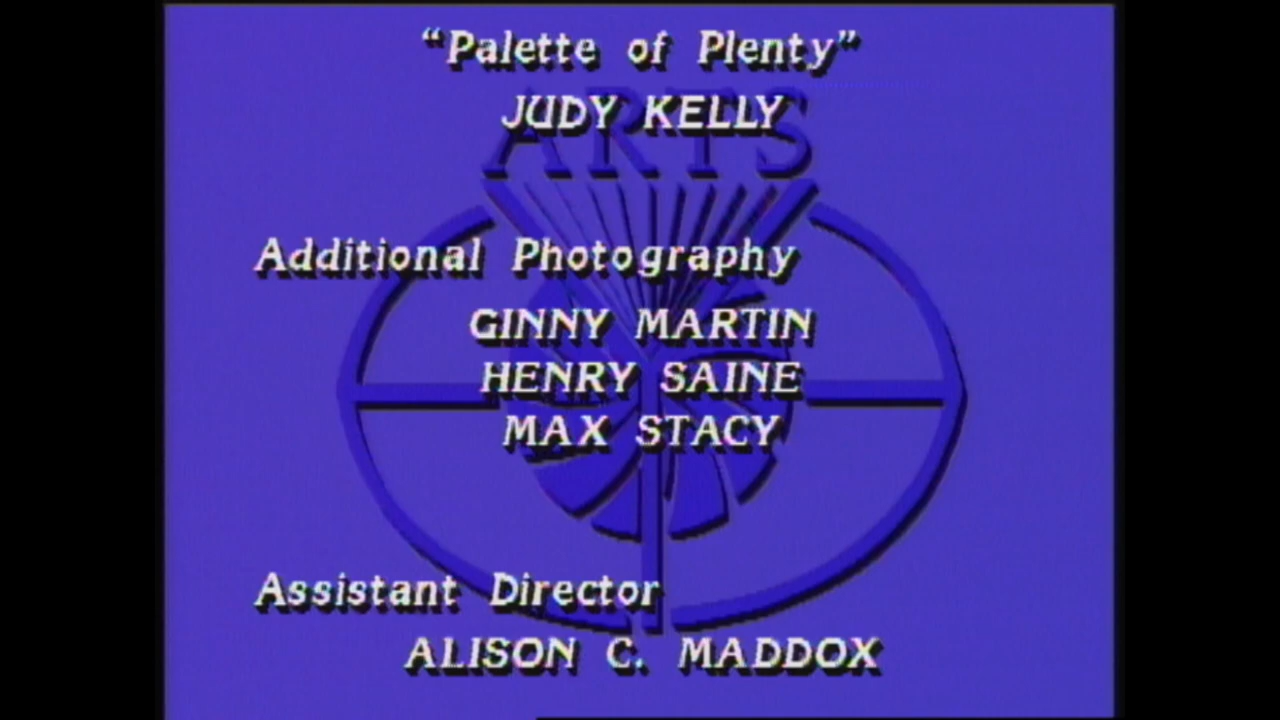 “Palette of Plenty”
JUDY KELLY
ARTS
Additional Photography
GINNY MARTIN
HENRY SAINE
MAX STACY
Assistant Director
ALISON C. MADDOX